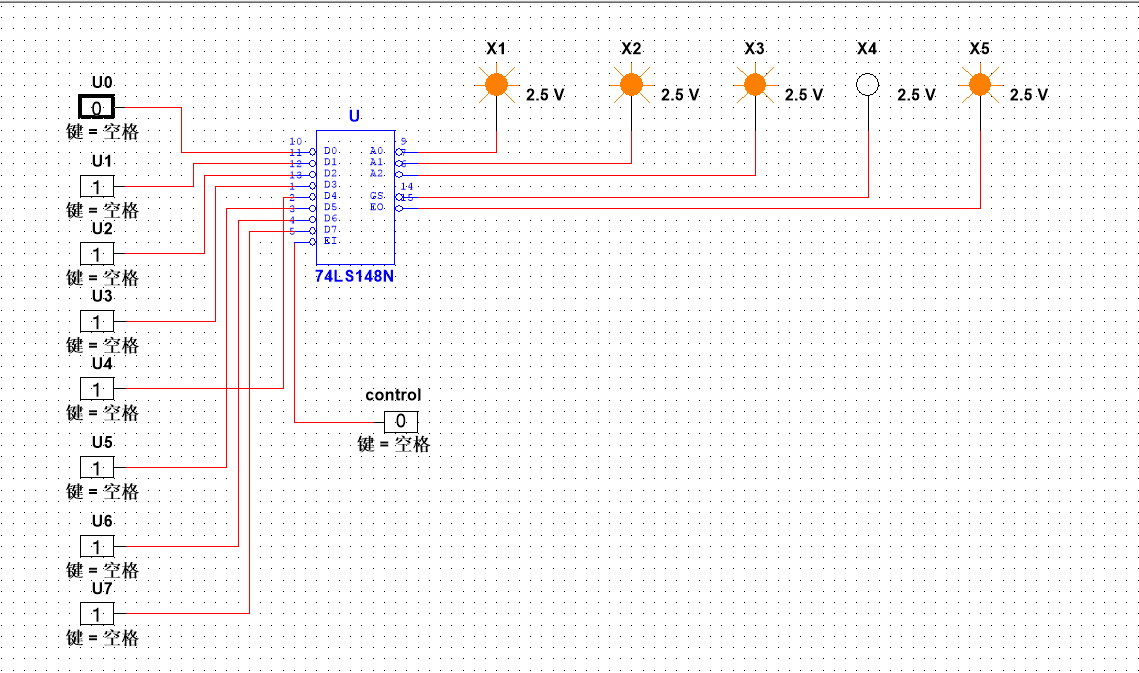 X1 X2 X3 X4 X5
2.5 V 2.5 V 2.5 V 2.5 V 2.5 V
U0
0
键 = 空格
U1
1
键 = 空格
U2
1
键 = 空格
U3
1
键 = 空格
U4
1
键 = 空格
U5
1
键 = 空格
U6
1
键 = 空格
U7
1
键 = 空格
U
10 D0 A0 9
11 D1 A1 7
12 D2 A2 6
13 D3
1 D4 GS 14
2 D5 EO 15
3 D6
4 D7
5 EI
74LS148N
control
0
键 = 空格